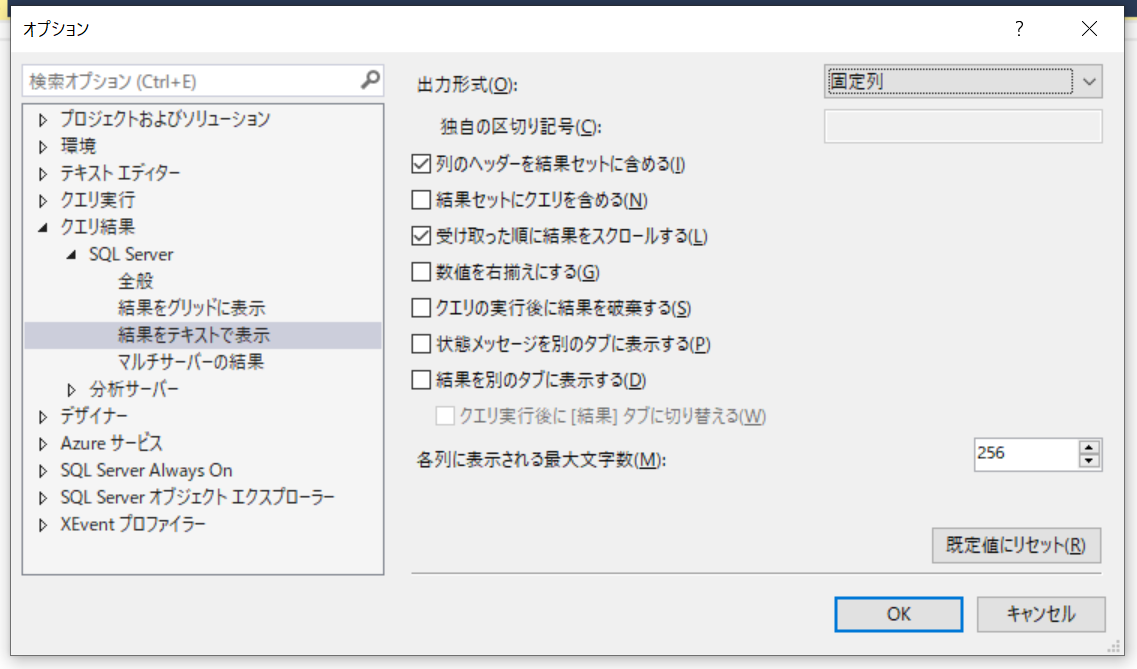 オプション
?
検索オプション (Ctrl+E)
プロジェクトおよびソリューション
環境
テキスト エディター
クエリ実行
クエリ結果
SQL Server
全般
結果をグリッドに表示
結果をテキストで表示
マルチサーバーの結果
分析サーバー
デザイナー
Azure サービス
SQL Server Always On
SQL Server オブジェクト エクスプローラー
XEvent プロファイラー
出力形式(O):
固定列
独自の区切り記号(C):
列のヘッダーを結果セットに含める(I)
結果セットにクエリを含める(N)
受け取った順に結果をスクロールする(L)
数値を右揃えにする(G)
クエリの実行後に結果を破棄する(S)
状態メッセージを別のタブに表示する(P)
結果を別のタブに表示する(D)
クエリ実行後に [結果] タブに切り替える(W)
各列に表示される最大文字数(M):
256
既定値にリセット(R)
OK
キャンセル